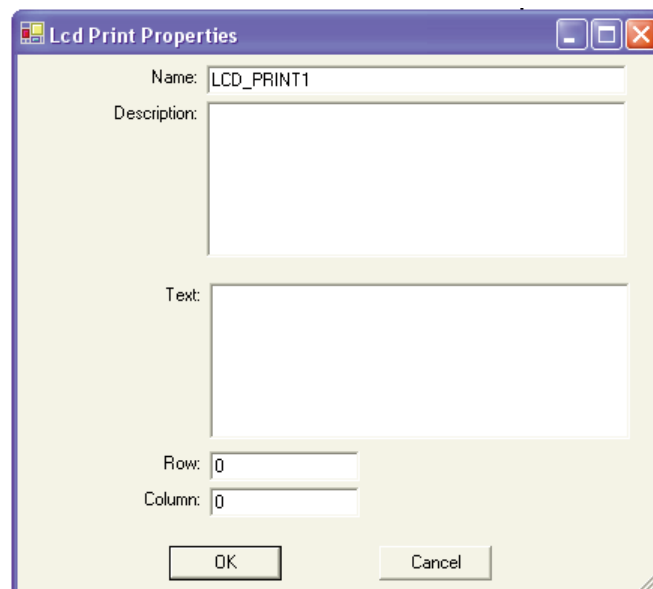 Lcd Print Properties
Name: LCD_PRINT1
Description:
Text:
Row: 0
Column: 0
OK Cancel